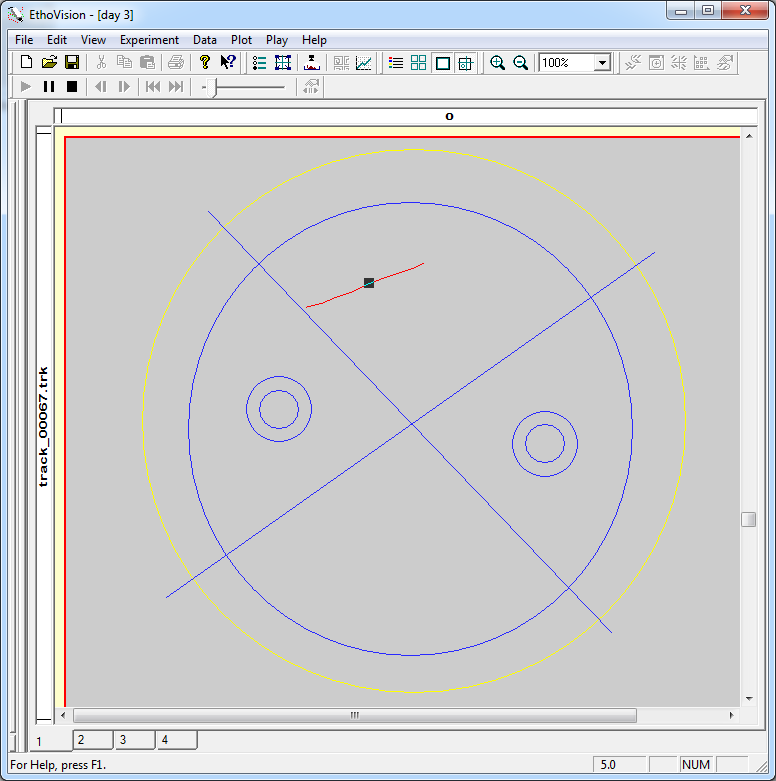 EthoVision - [day 3]
File Edit View Experiment Data Plot Play Help
100%
o
track_00067.trk
1 2 3 4
For Help, press F1. 5.0 NUM